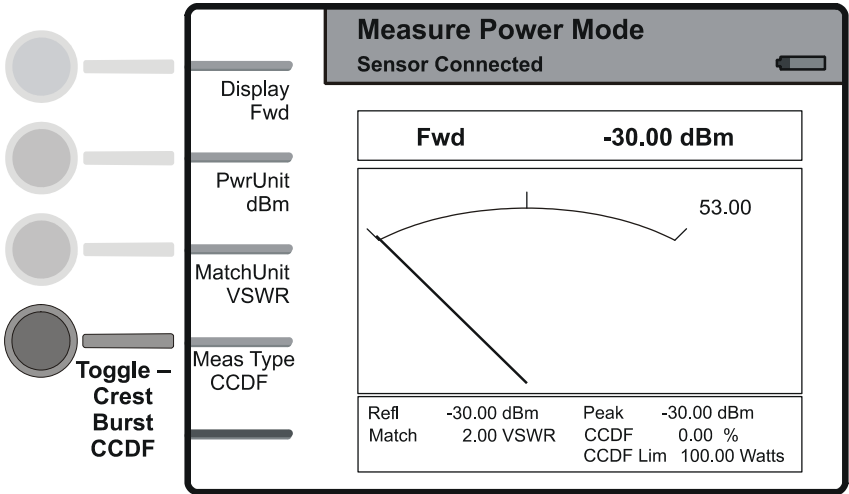 Measure Power Mode
Sensor Connected
Display
Fwd
PwrUnit
dBm
MatchUnit
VSWR
Meas Type
CCDF
Toggle –
Crest
Burst
CCDF
Fwd -30.00 dBm
53.00
Refl -30.00 dBm Peak -30.00 dBm
Match 2.00 VSWR CCDF 0.00 %
CCDF Lim 100.00 Watts